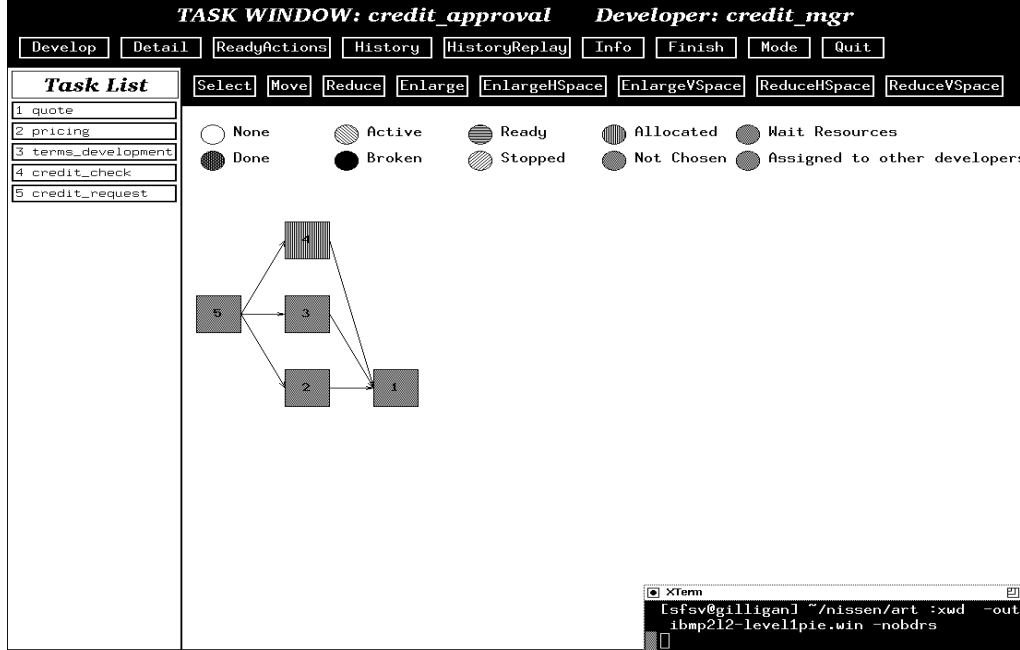 TASK WINDOW: credit_approval Developer: credit_mgr
Develop Detail ReadyActions History HistoryReplay Info Finish Mode Quit
Task List
1 quote
2 pricing
3 terms_development
4 credit_check
5 credit_request
Select Move Reduce Enlarge EnlargeHSpace EnlargeVSpace ReduceHSpace ReduceVSpace
None Active Ready Allocated Wait Resources
Done Broken Stopped Not Chosen Assigned to other developers
4
5 3
2 1
XTerm
[sfsv@gilligan] ~/nissen/art :xwd -out
ibmp2l2-level1pie.win -nobdrs